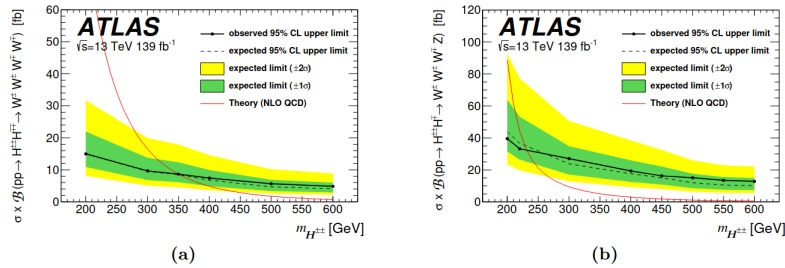 ATLAS
√s=13 TeV 139 fb⁻¹
observed 95% CL upper limit
expected 95% CL upper limit
expected limit (±2σ)
expected limit (±1σ)
Theory (NLO QCD)
σ x ℬ(pp→ H±±H∓∓→ W±W±W∓W∓) [fb]
60
50
40
30
20
10
0
200 250 300 350 400 450 500 550 600
m_H±± [GeV]
(a)
ATLAS
√s=13 TeV 139 fb⁻¹
observed 95% CL upper limit
expected 95% CL upper limit
expected limit (±2σ)
expected limit (±1σ)
Theory (NLO QCD)
σ x ℬ(pp→ H±±H∓→ W±W±W∓Z) [fb]
120
100
80
60
40
20
0
200 250 300 350 400 450 500 550 600
m_H±± [GeV]
(b)